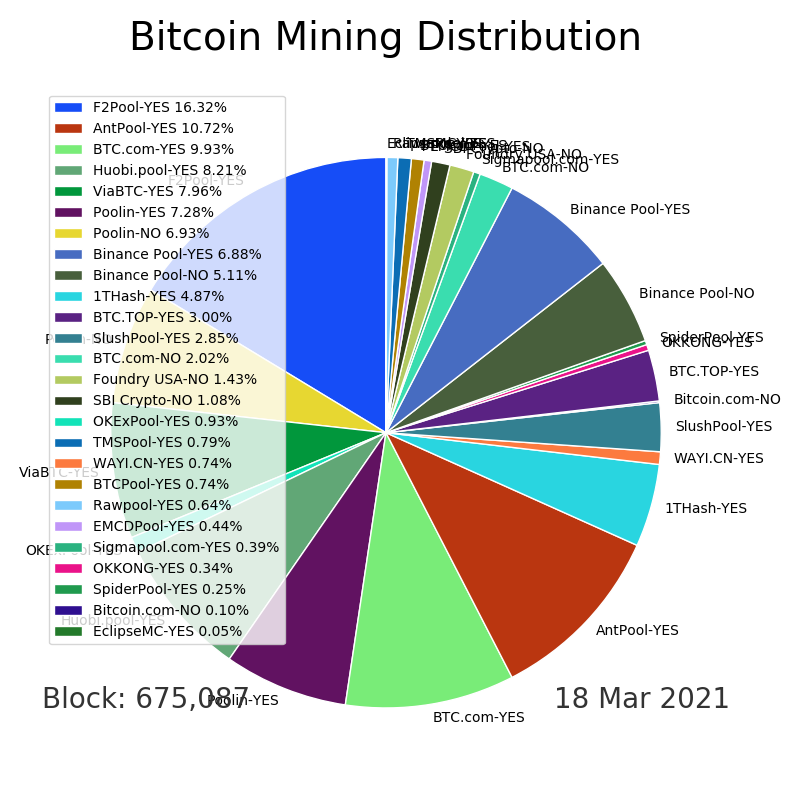 Bitcoin Mining Distribution
F2Pool-YES 16.32%
AntPool-YES 10.72%
BTC.com-YES 9.93%
Huobi.pool-YES 8.21%
ViaBTC-YES 7.96%
Poolin-YES 7.28%
Poolin-NO 6.93%
Binance Pool-YES 6.88%
Binance Pool-NO 5.11%
1THash-YES 4.87%
BTC.TOP-YES 3.00%
SlushPool-YES 2.85%
BTC.com-NO 2.02%
Foundry USA-NO 1.43%
SBI Crypto-NO 1.08%
OKExPool-YES 0.93%
TMSPool-YES 0.79%
WAYI.CN-YES 0.74%
BTCPool-YES 0.74%
Rawpool-YES 0.64%
EMCDPool-YES 0.44%
Sigmapool.com-YES 0.39%
OKKONG-YES 0.34%
SpiderPool-YES 0.25%
Bitcoin.com-NO 0.10%
EclipseMC-YES 0.05%
F2Pool-YES
ViaBTC-YES
Huobi.pool-YES
Poolin-YES
BTC.com-YES
AntPool-YES
1THash-YES
WAYI.CN-YES
SlushPool-YES
Bitcoin.com-NO
BTC.TOP-YES
OKKONG-YES
SpiderPool-YES
Binance Pool-NO
Binance Pool-YES
BTC.com-NO
Sigmapool.com-YES
Foundry USA-NO
Block: 675,087
18 Mar 2021